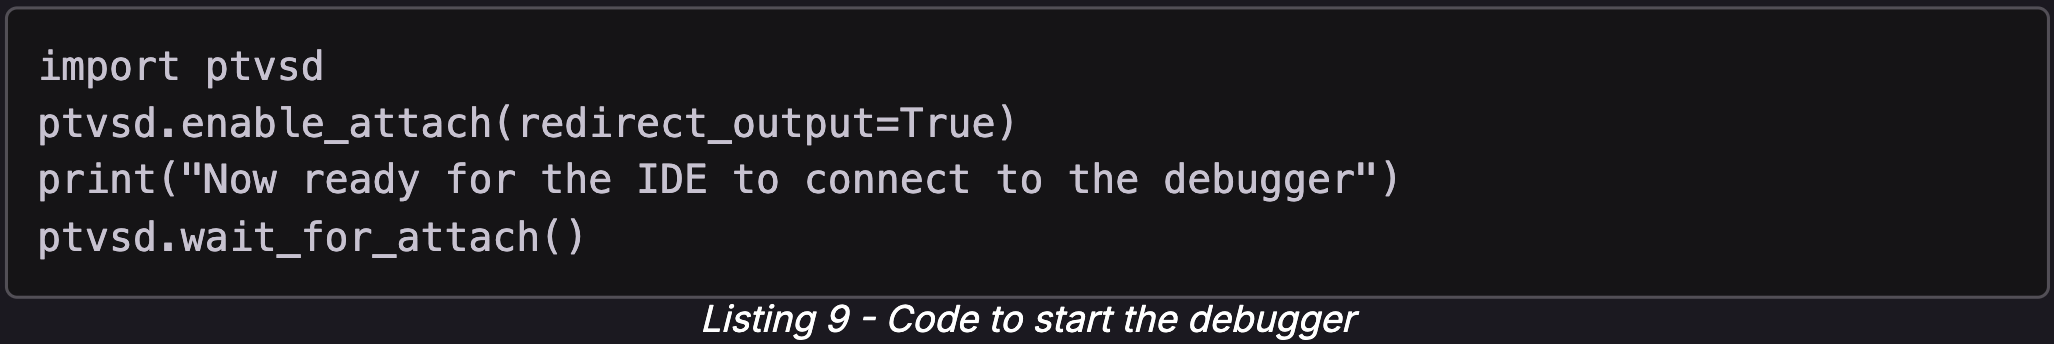 import ptvsd
ptvsd.enable_attach(redirect_output=True)
print("Now ready for the IDE to connect to the debugger")
ptvsd.wait_for_attach()
Listing 9 - Code to start the debugger